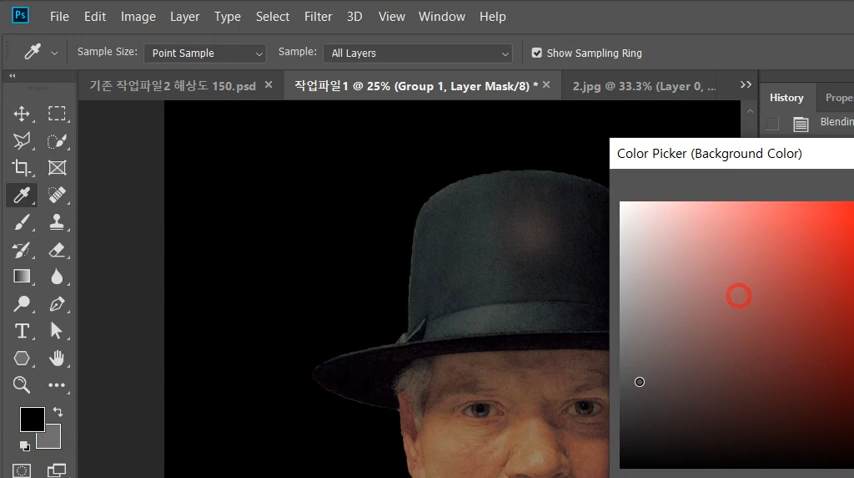 Ps File Edit Image Layer Type Select Filter 3D View Window Help
Sample Size: Point Sample Sample: All Layers Show Sampling Ring
기존 작업파일2 해상도 150.psd × 작업파일1 @ 25% (Group 1, Layer Mask/8) * × 2.jpg @ 33.3% (Layer 0, ...
History Prope
Blending
Color Picker (Background Color)
T